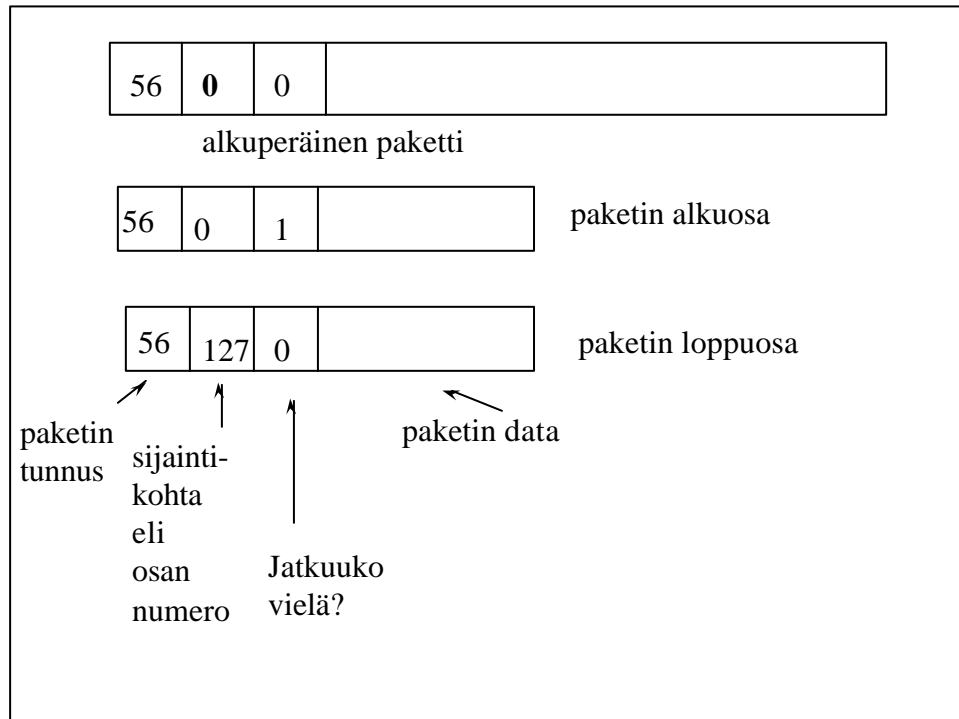 56 0 0
alkuperäinen paketti
56 0 1
paketin alkuosa
56 127 0
paketin loppuosa
paketin
tunnus
sijainti-
kohta
eli
osan
numero
Jatkuuko
vielä?
paketin data